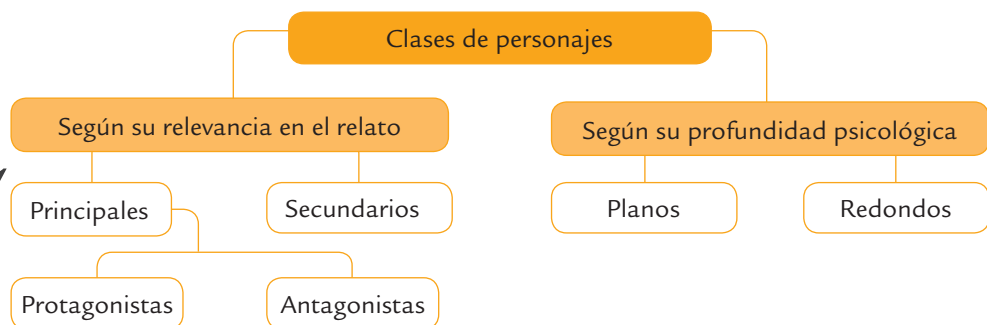 Clases de personajes
Según su relevancia en el relato
Según su profundidad psicológica
Principales
Secundarios
Planos
Redondos
Protagonistas
Antagonistas